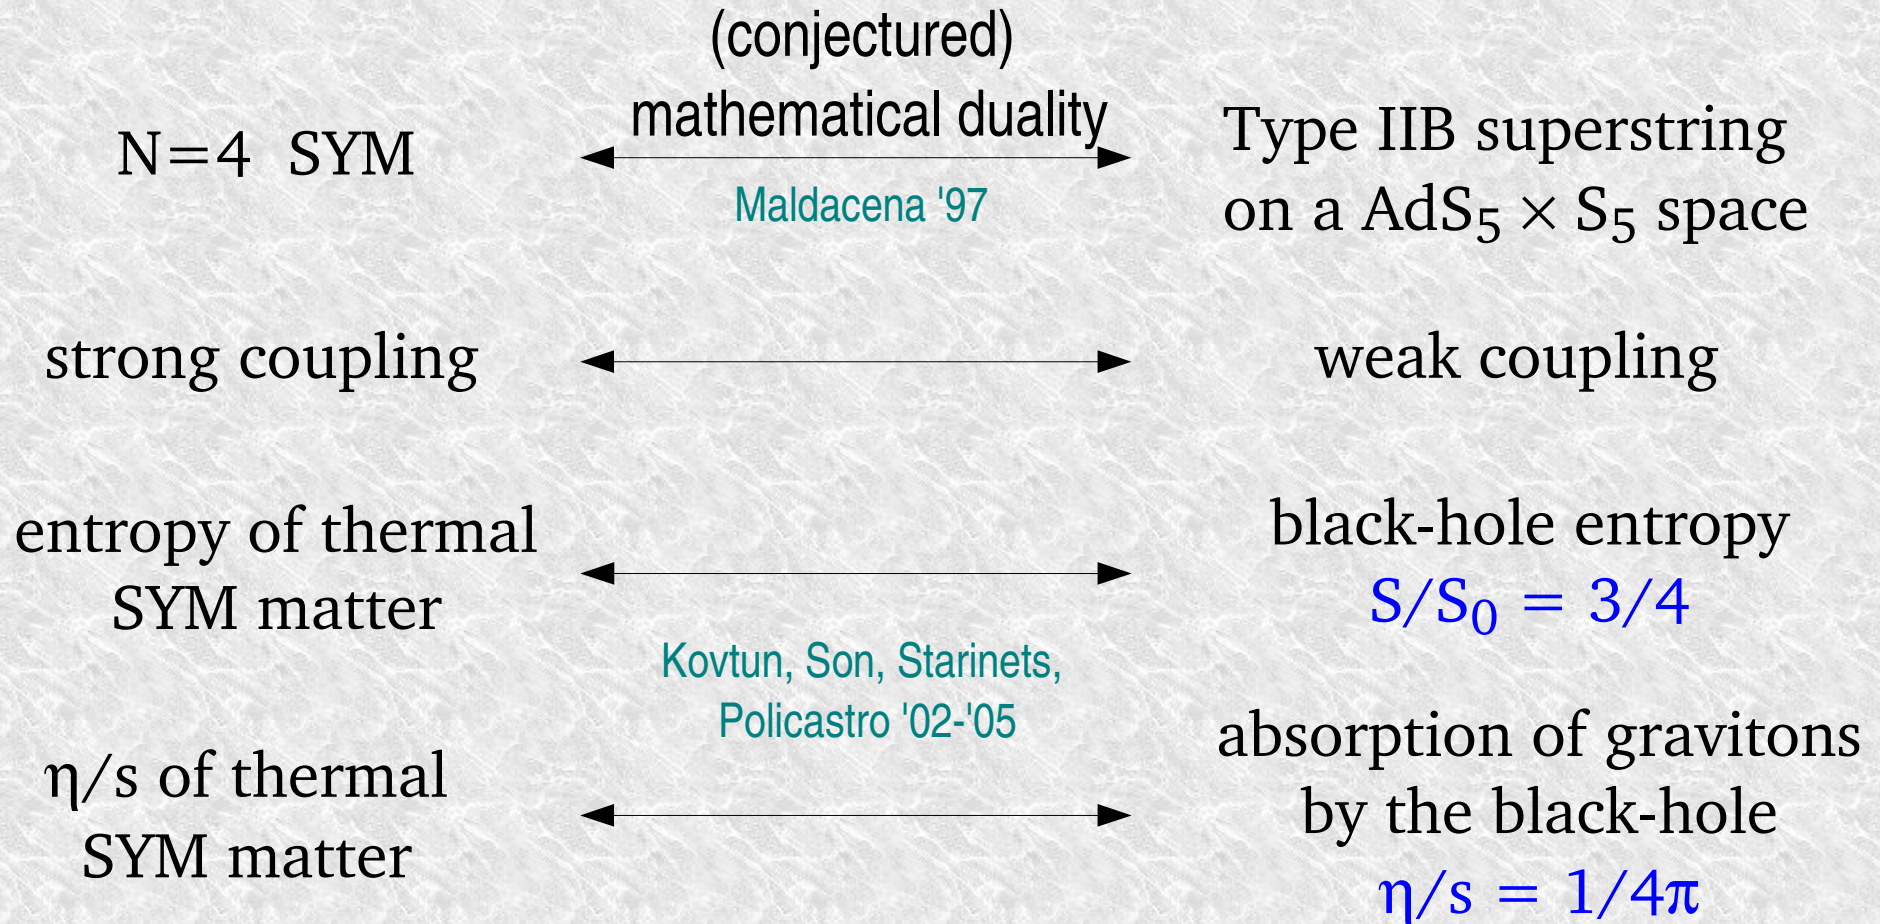 (conjectured)
mathematical duality
N=4 SYM
Maldacena '97
Type IIB superstring
on a AdS₅ × S₅ space
strong coupling
weak coupling
entropy of thermal
SYM matter
black-hole entropy
S/S₀ = 3/4
Kovtun, Son, Starinets,
Policastro '02-'05
η/s of thermal
SYM matter
absorption of gravitons
by the black-hole
η/s = 1/4π